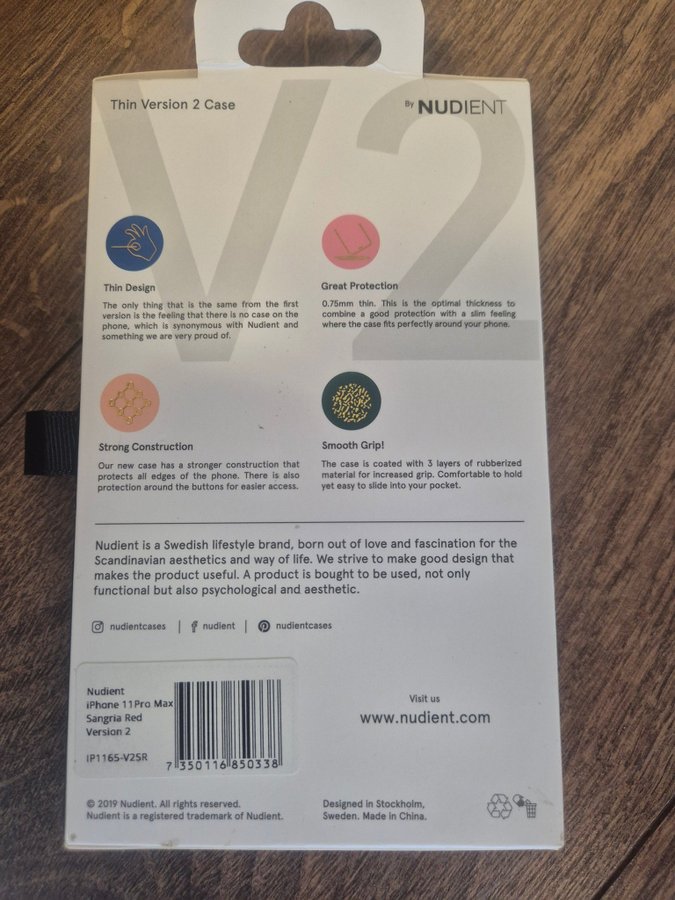 V2
Thin Version 2 Case
By NUDIENT
Thin Design
The only thing that is the same from the first
version is the feeling that there is no case on the
phone, which is synonymous with Nudient and
something we are very proud of.
Great Protection
0.75mm thin. This is the optimal thickness to
combine a good protection with a slim feeling
where the case fits perfectly around your phone.
Strong Construction
Our new case has a stronger construction that
protects all edges of the phone. There is also
protection around the buttons for easier access.
Smooth Grip!
The case is coated with 3 layers of rubberized
material for increased grip. Comfortable to hold
yet easy to slide into your pocket.
Nudient is a Swedish lifestyle brand, born out of love and fascination for the
Scandinavian aesthetics and way of life. We strive to make good design that
makes the product useful. A product is bought to be used, not only
functional but also psychological and aesthetic.
nudientcases | nudient | nudientcases
Nudient
iPhone 11 Pro Max
Sangria Red
Version 2
IP1165-V2SR
7 350116 850338
Visit us
www.nudient.com
© 2019 Nudient. All rights reserved.
Nudient is a registered trademark of Nudient.
Designed in Stockholm,
Sweden. Made in China.